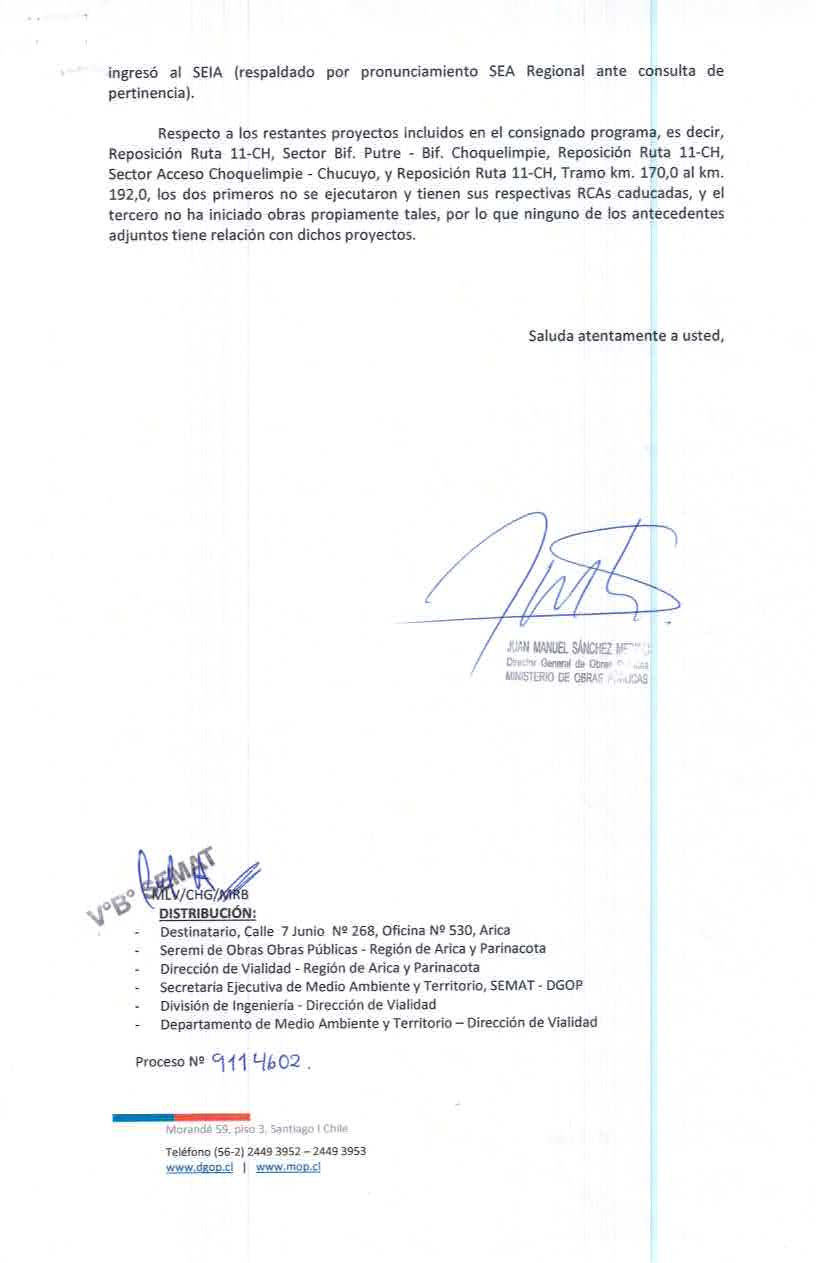 ingresó al SEIA (respaldado por pronunciamiento SEA Regional ante consulta de
pertinencia).
Respecto a los restantes proyectos incluidos en el consignado programa, es decir,
Reposición Ruta 11-CH, Sector Bif. Putre - Bif. Choquelimpie, Reposición Ruta 11-CH,
Sector Acceso Choquelimpie - Chucuyo, y Reposición Ruta 11-CH, Tramo km. 170,0 al km.
192,0, los dos primeros no se ejecutaron y tienen sus respectivas RCAs caducadas, y el
tercero no ha iniciado obras propiamente tales, por lo que ninguno de los antecedentes
adjuntos tiene relación con dichos proyectos.
Saluda atentamente a usted,
JUAN MANUEL SÁNCHEZ
Director General de Obras
MINISTERIO DE OBRAS PÚBLICAS
VºBº SEMAT
MLV/CHG/MRB
DISTRIBUCIÓN:
- Destinatario, Calle 7 Junio Nº 268, Oficina Nº 530, Arica
- Seremi de Obras Obras Públicas - Región de Arica y Parinacota
- Dirección de Vialidad - Región de Arica y Parinacota
- Secretaría Ejecutiva de Medio Ambiente y Territorio, SEMAT - DGOP
- División de Ingeniería - Dirección de Vialidad
- Departamento de Medio Ambiente y Territorio – Dirección de Vialidad
Proceso Nº 9114602.
Morandé 59, piso 3, Santiago I Chile
Teléfono (56-2) 2449 3952 – 2449 3953
www.dgop.cl | www.mop.cl